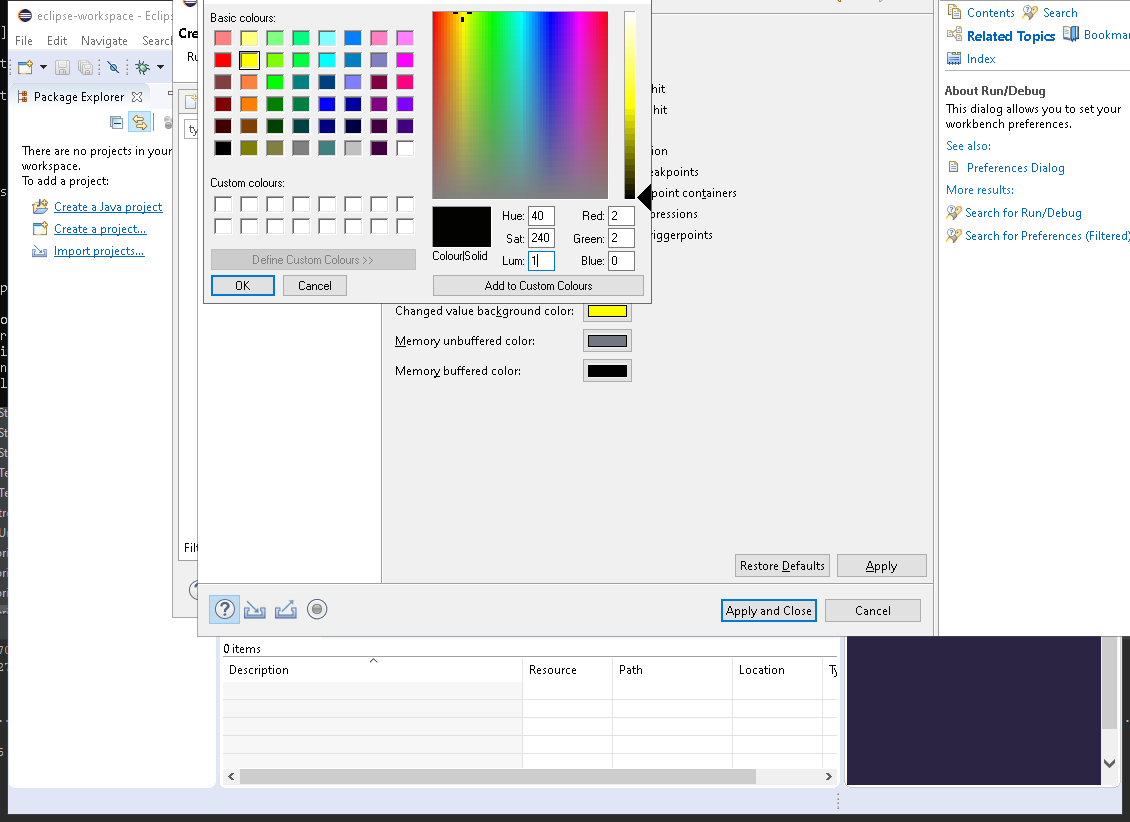 eclipse-workspace - Eclips
File Edit Navigate Search
Package Explorer
There are no projects in your
workspace.
To add a project:
Create a Java project
Create a project...
Import projects...
Cre
Ru
ty
Filt
Basic colours:
Custom colours:
Define Custom Colours >>
OK
Cancel
Colour|Solid
Hue: 40
Sat: 240
Lum: 1
Red: 2
Green: 2
Blue: 0
Add to Custom Colours
hit
hit
ion
eakpoints
point containers
pressions
riggerpoints
Changed value background color:
Memory unbuffered color:
Memory buffered color:
Restore Defaults
Apply
Apply and Close
Cancel
Contents
Search
Related Topics
Bookmar
Index
About Run/Debug
This dialog allows you to set your
workbench preferences.
See also:
Preferences Dialog
More results:
Search for Run/Debug
Search for Preferences (Filtered)
0 items
Description
Resource
Path
Location
Ty